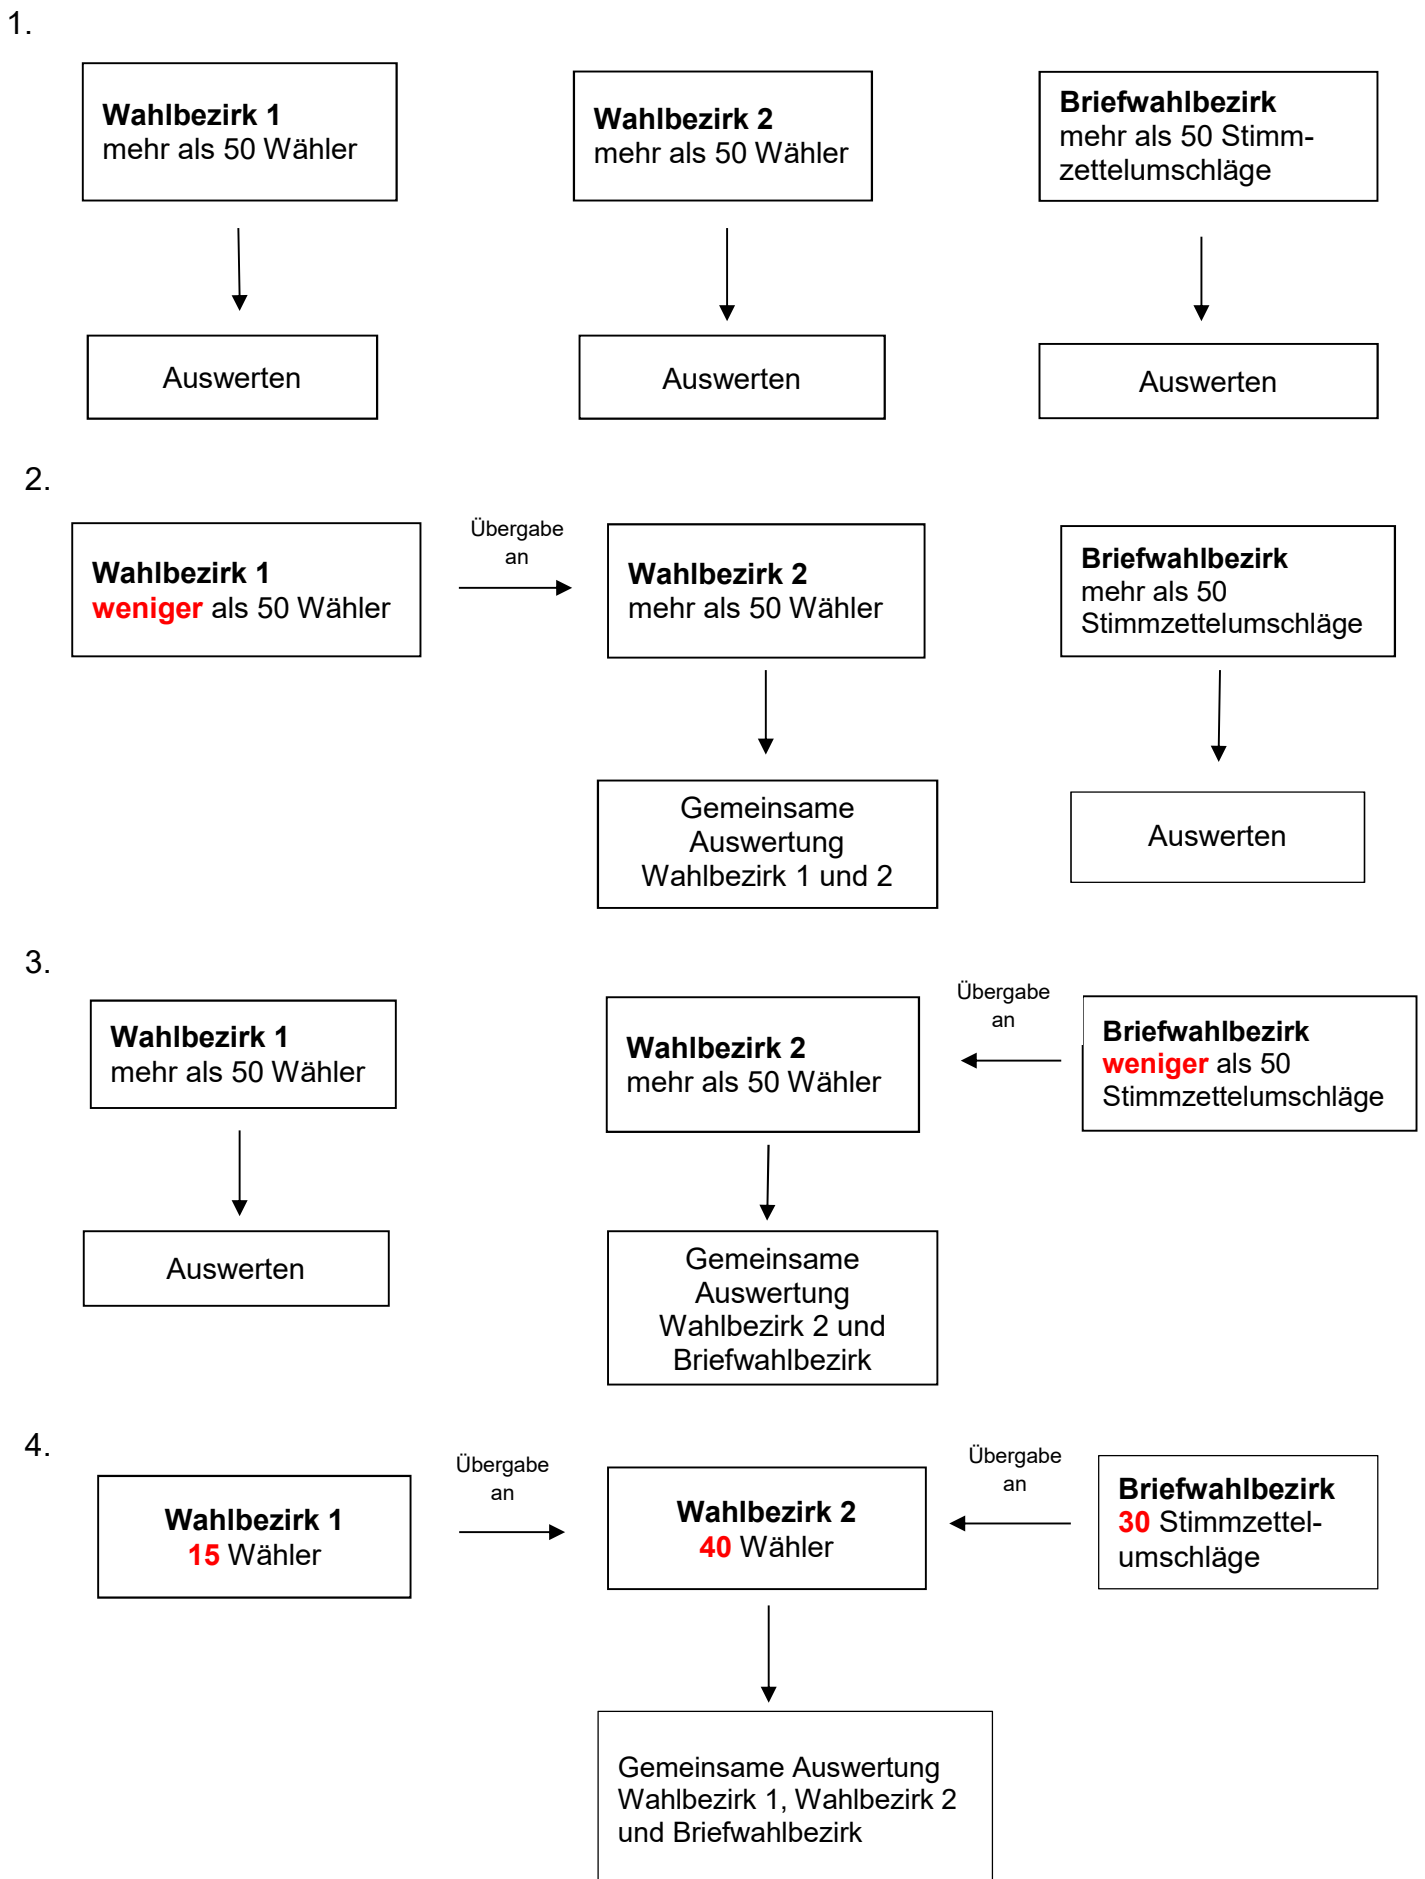 1.
Wahlbezirk 1
mehr als 50 Wähler
Wahlbezirk 2
mehr als 50 Wähler
Briefwahlbezirk
mehr als 50 Stimm-
zettelumschläge
Auswerten
Auswerten
Auswerten
2.
Wahlbezirk 1
weniger als 50 Wähler
Übergabe
an
Wahlbezirk 2
mehr als 50 Wähler
Briefwahlbezirk
mehr als 50
Stimmzettelumschläge
Gemeinsame
Auswertung
Wahlbezirk 1 und 2
Auswerten
3.
Wahlbezirk 1
mehr als 50 Wähler
Wahlbezirk 2
mehr als 50 Wähler
Übergabe
an
Briefwahlbezirk
weniger als 50
Stimmzettelumschläge
Auswerten
Gemeinsame
Auswertung
Wahlbezirk 2 und
Briefwahlbezirk
4.
Wahlbezirk 1
15 Wähler
Übergabe
an
Wahlbezirk 2
40 Wähler
Übergabe
an
Briefwahlbezirk
30 Stimmzettel-
umschläge
Gemeinsame Auswertung
Wahlbezirk 1, Wahlbezirk 2
und Briefwahlbezirk